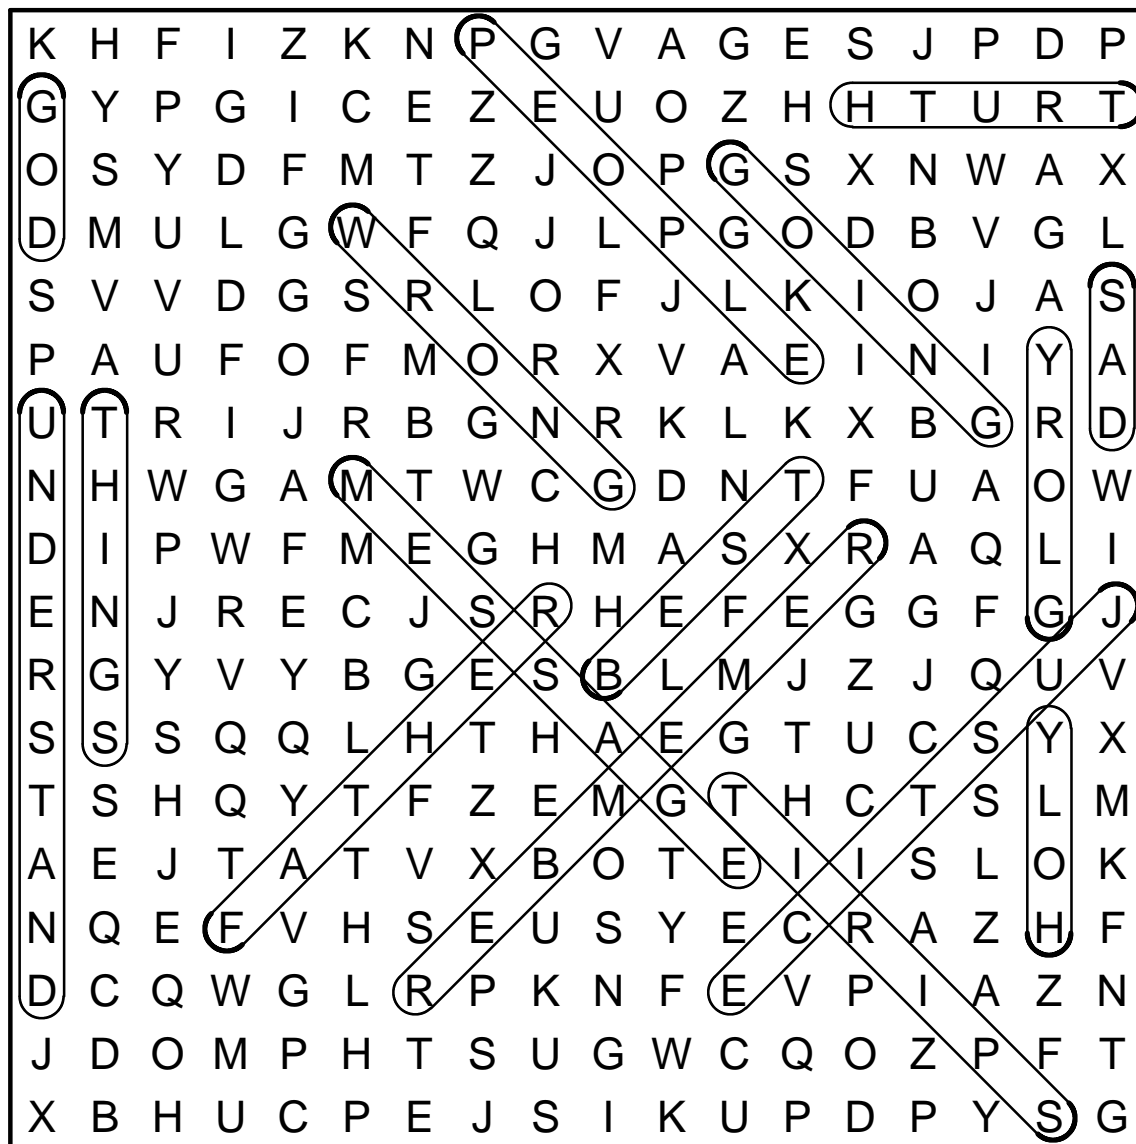 K H F I Z K N P G V A G E S J P D P
G Y P G I C E Z E U O Z H H T U R T
O S Y D F M T Z J O P G S X N W A X
D M U L G W F Q J L P G O D B V G L
S V V D G S R L O F J L K I O J A S
P A U F O F M O R X V A E I N I Y A
U T R I J R B G N R K L K X B G R D
N H W G A M T W C G D N T F U A O W
D I P W F M E G H M A S X R A Q L I
E N J R E C J S R H E F E G G F G J
R G Y V Y B G E S B L M J Z J Q U V
S S S Q Q L H T H A E G T U C S Y X
T S H Q Y T F Z E M G T H C T S L M
A E J T A T V X B O T E I I S L O K
N Q E F V H S E U S Y E C R A Z H F
D C Q W G L R P K N F E V P I A Z N
J D O M P H T S U G W C Q O Z P F T
X B H U C P E J S I K U P D P Y S G